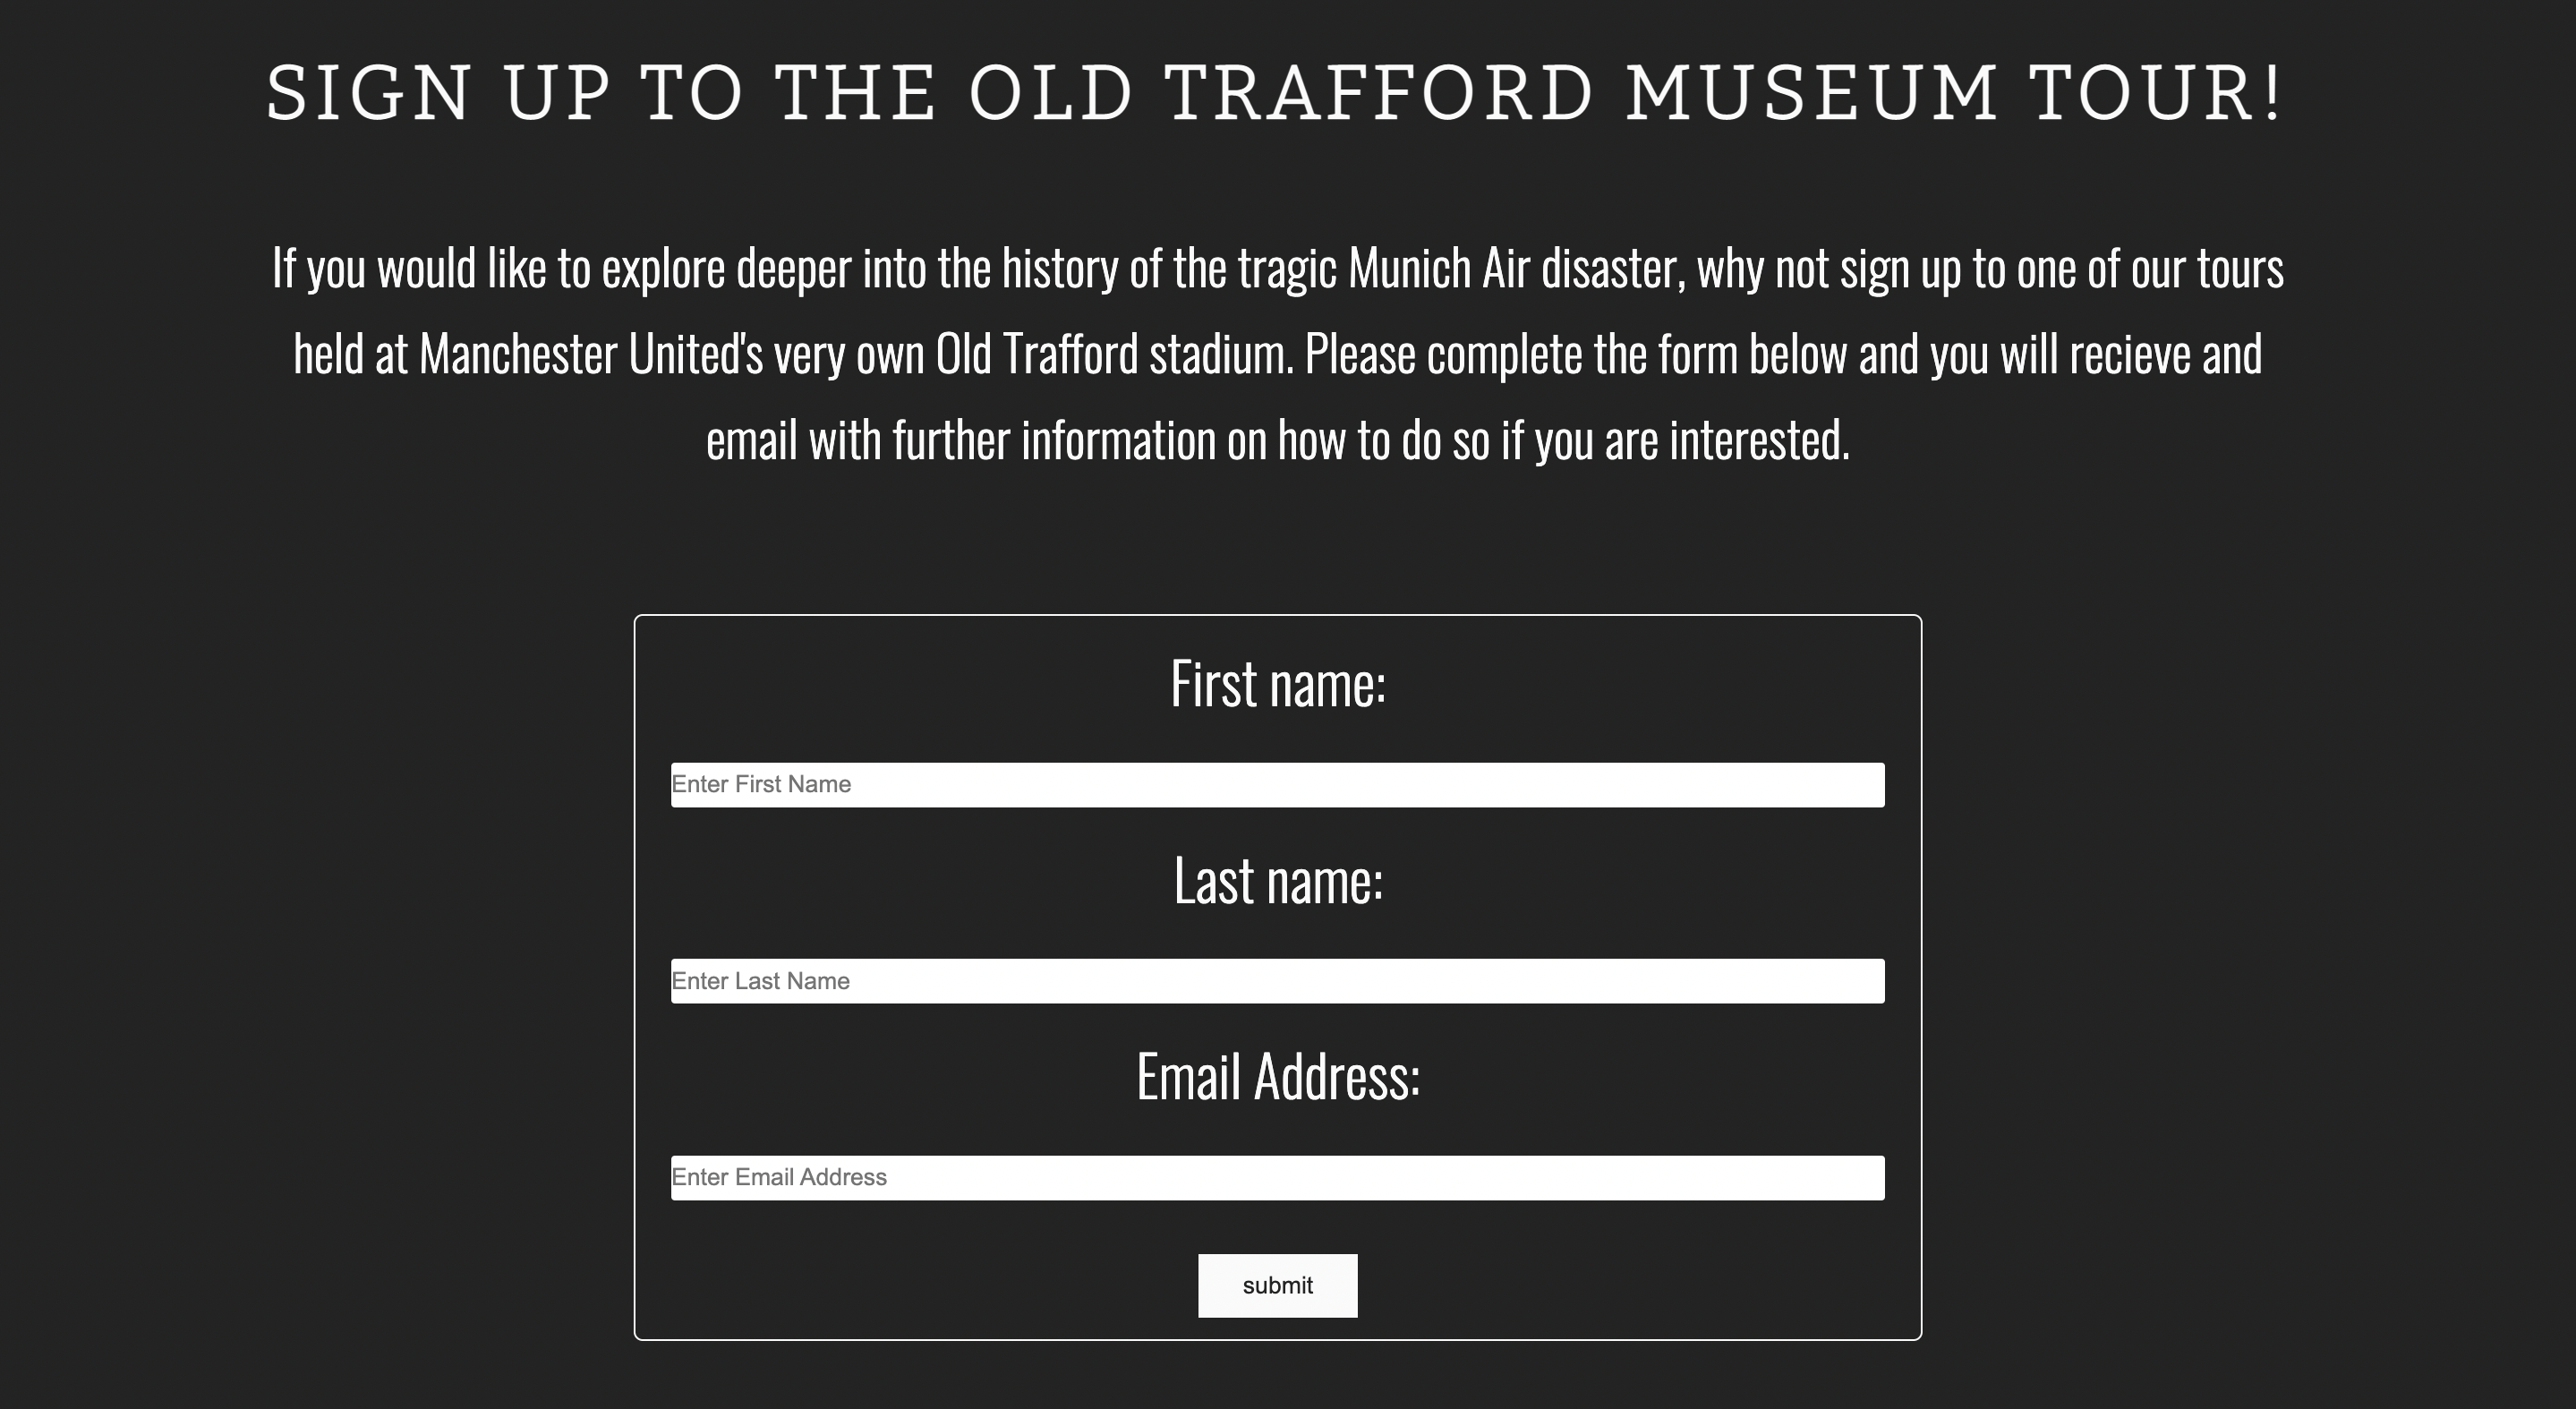 SIGN UP TO THE OLD TRAFFORD MUSEUM TOUR!
If you would like to explore deeper into the history of the tragic Munich Air disaster, why not sign up to one of our tours
held at Manchester United's very own Old Trafford stadium. Please complete the form below and you will recieve and
email with further information on how to do so if you are interested.
First name:
Enter First Name
Last name:
Enter Last Name
Email Address:
Enter Email Address
submit